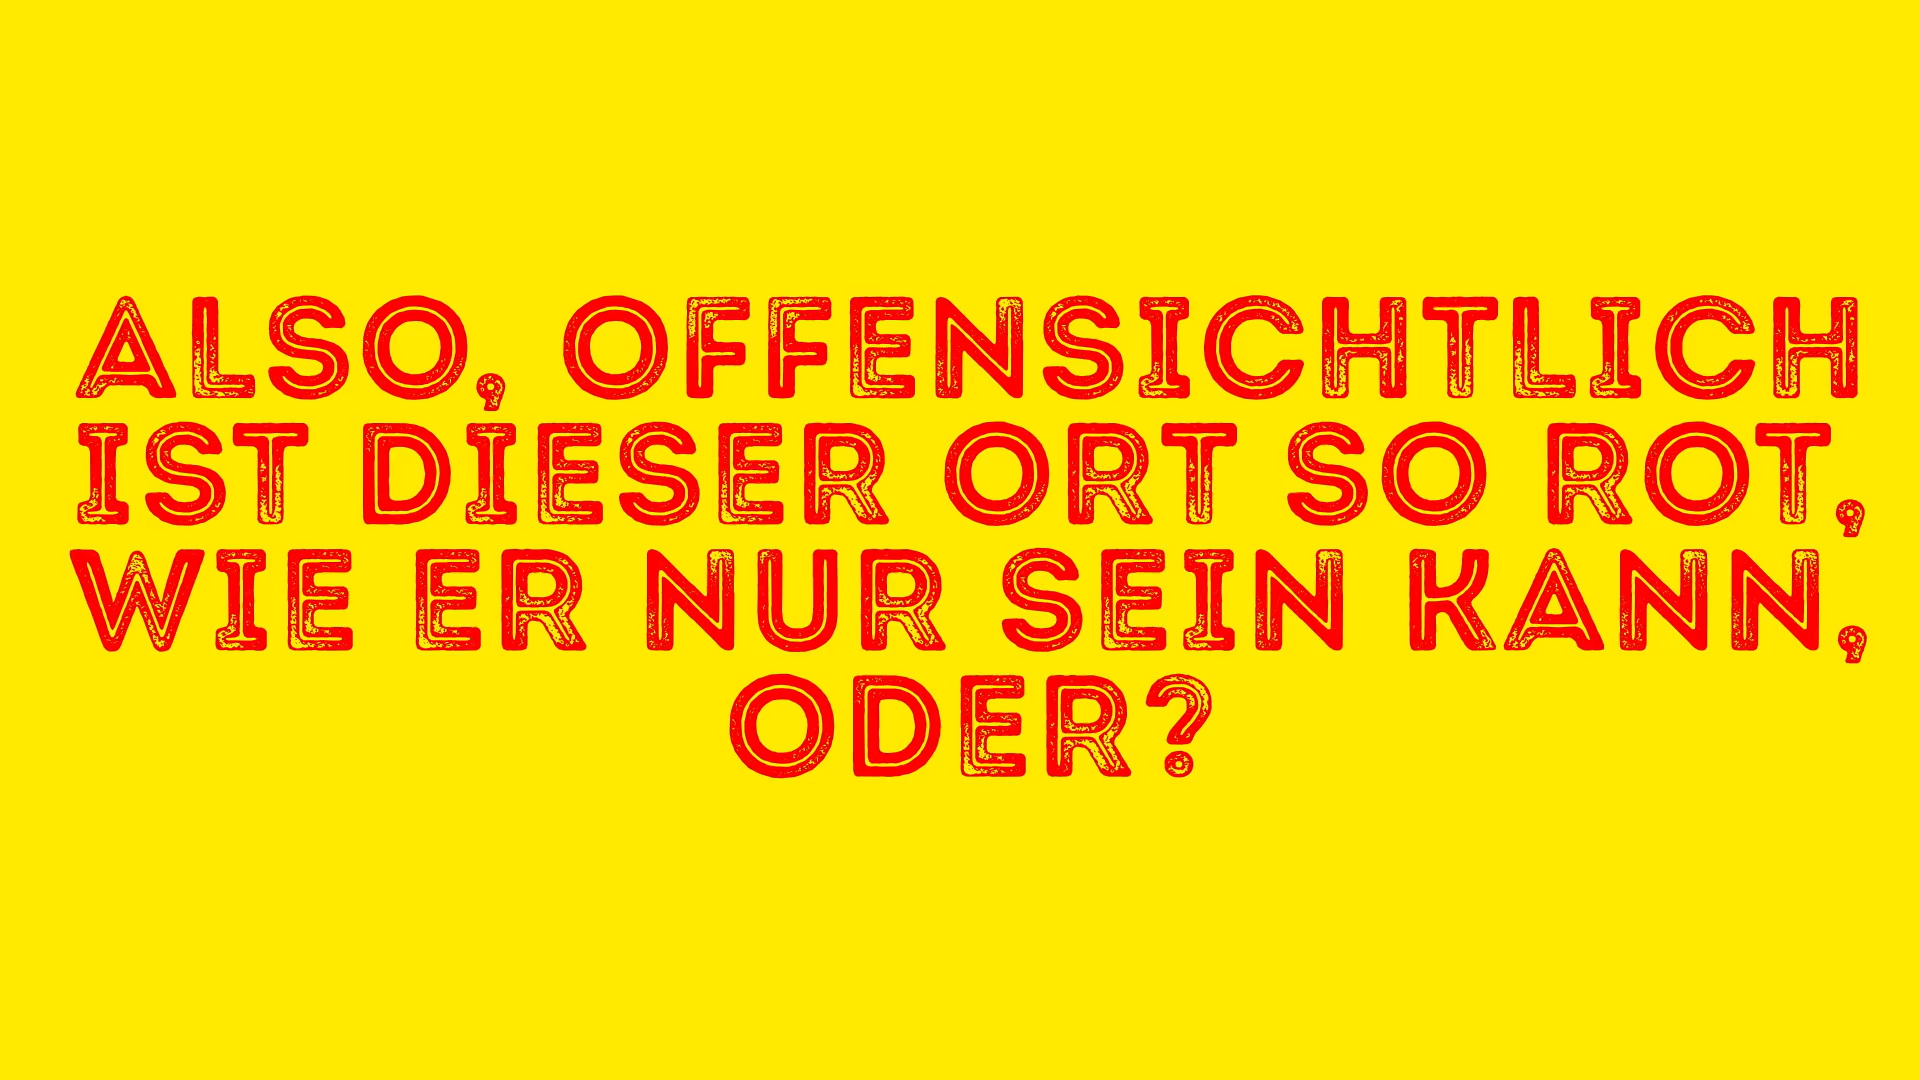 ALSO, OFFENSICHTLICH
IST DIESER ORT SO ROT,
WIE ER NUR SEIN KANN,
ODER?